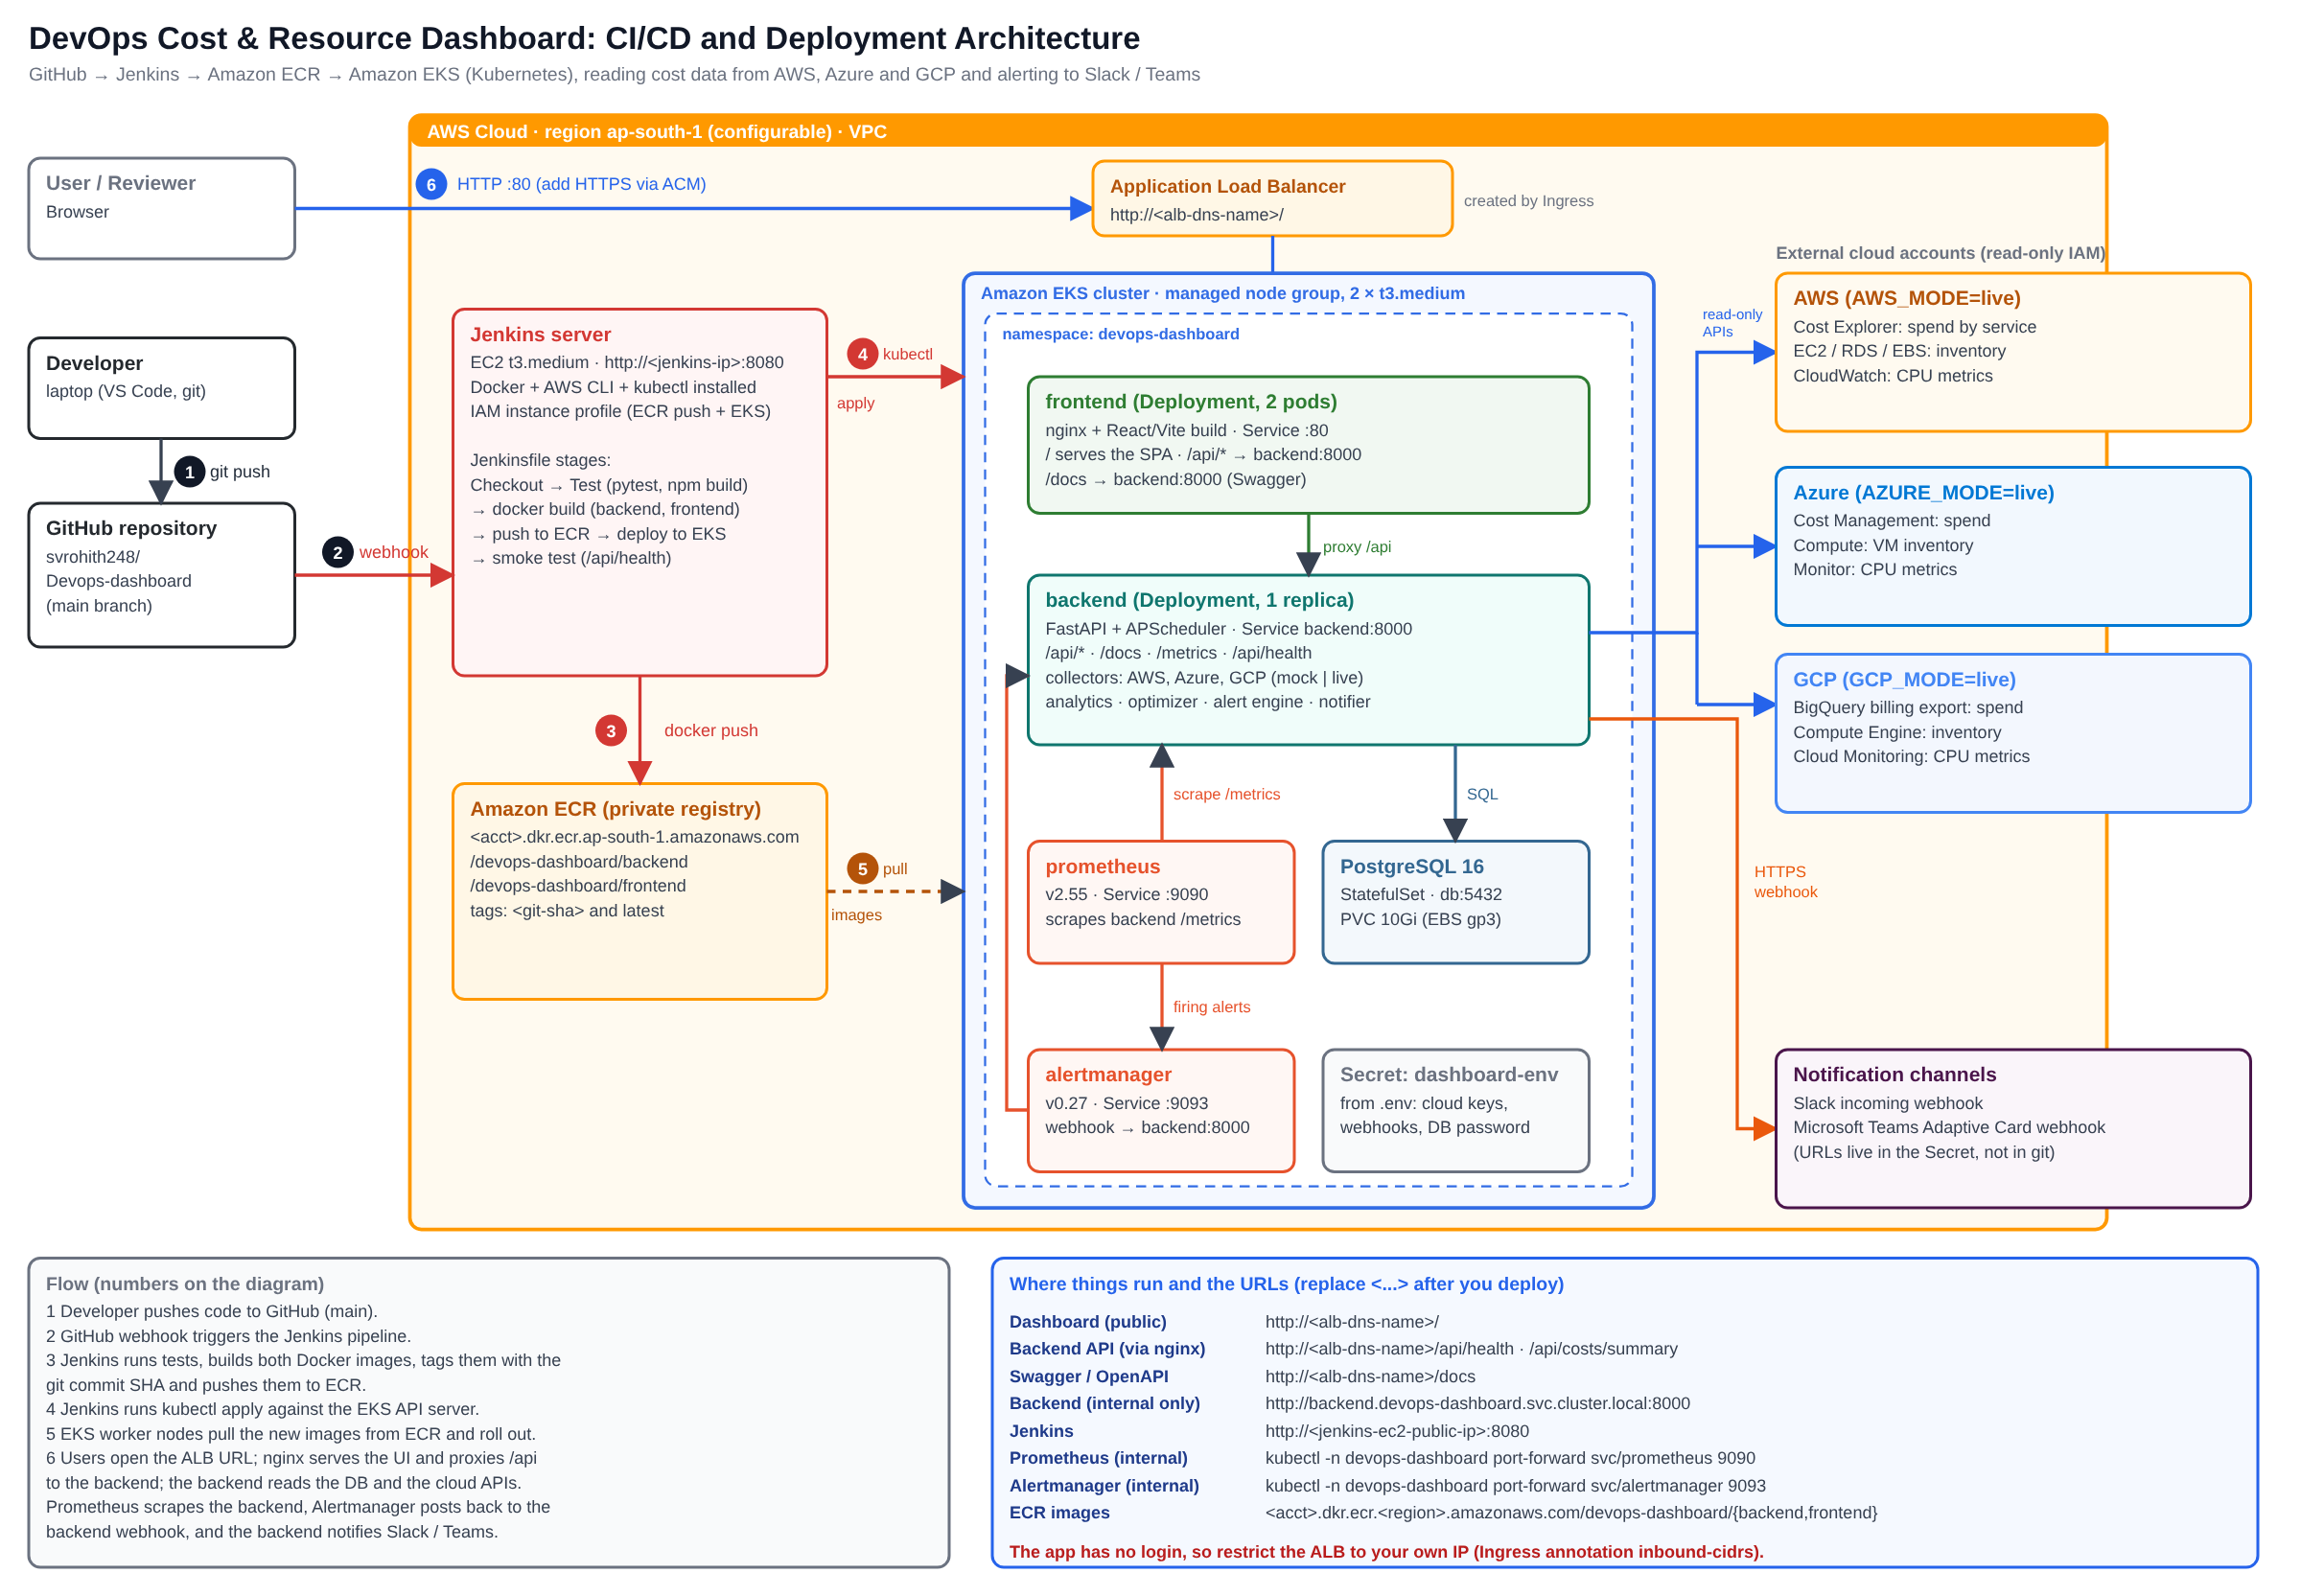 DevOps Cost & Resource Dashboard: CI/CD and Deployment Architecture
GitHub → Jenkins → Amazon ECR → Amazon EKS (Kubernetes), reading cost data from AWS, Azure and GCP and alerting to Slack / Teams
AWS Cloud · region ap-south-1 (configurable) · VPC
User / Reviewer
Browser
6 HTTP :80 (add HTTPS via ACM)
Application Load Balancer
http://<alb-dns-name>/
created by Ingress
Developer
laptop (VS Code, git)
1 git push
GitHub repository
svrohith248/
Devops-dashboard
(main branch)
2 webhook
Jenkins server
EC2 t3.medium · http://<jenkins-ip>:8080
Docker + AWS CLI + kubectl installed
IAM instance profile (ECR push + EKS)
Jenkinsfile stages:
Checkout → Test (pytest, npm build)
→ docker build (backend, frontend)
→ push to ECR → deploy to EKS
→ smoke test (/api/health)
4 kubectl
apply
3 docker push
Amazon ECR (private registry)
<acct>.dkr.ecr.ap-south-1.amazonaws.com
/devops-dashboard/backend
/devops-dashboard/frontend
tags: <git-sha> and latest
5 pull
images
Amazon EKS cluster · managed node group, 2 × t3.medium
namespace: devops-dashboard
frontend (Deployment, 2 pods)
nginx + React/Vite build · Service :80
/ serves the SPA · /api/* → backend:8000
/docs → backend:8000 (Swagger)
proxy /api
backend (Deployment, 1 replica)
FastAPI + APScheduler · Service backend:8000
/api/* · /docs · /metrics · /api/health
collectors: AWS, Azure, GCP (mock | live)
analytics · optimizer · alert engine · notifier
scrape /metrics
SQL
prometheus
v2.55 · Service :9090
scrapes backend /metrics
PostgreSQL 16
StatefulSet · db:5432
PVC 10Gi (EBS gp3)
firing alerts
alertmanager
v0.27 · Service :9093
webhook → backend:8000
Secret: dashboard-env
from .env: cloud keys,
webhooks, DB password
External cloud accounts (read-only IAM)
read-only
APIs
AWS (AWS_MODE=live)
Cost Explorer: spend by service
EC2 / RDS / EBS: inventory
CloudWatch: CPU metrics
Azure (AZURE_MODE=live)
Cost Management: spend
Compute: VM inventory
Monitor: CPU metrics
GCP (GCP_MODE=live)
BigQuery billing export: spend
Compute Engine: inventory
Cloud Monitoring: CPU metrics
HTTPS
webhook
Notification channels
Slack incoming webhook
Microsoft Teams Adaptive Card webhook
(URLs live in the Secret, not in git)
Flow (numbers on the diagram)
1 Developer pushes code to GitHub (main).
2 GitHub webhook triggers the Jenkins pipeline.
3 Jenkins runs tests, builds both Docker images, tags them with the
git commit SHA and pushes them to ECR.
4 Jenkins runs kubectl apply against the EKS API server.
5 EKS worker nodes pull the new images from ECR and roll out.
6 Users open the ALB URL; nginx serves the UI and proxies /api
to the backend; the backend reads the DB and the cloud APIs.
Prometheus scrapes the backend, Alertmanager posts back to the
backend webhook, and the backend notifies Slack / Teams.
Where things run and the URLs (replace <...> after you deploy)
Dashboard (public) http://<alb-dns-name>/
Backend API (via nginx) http://<alb-dns-name>/api/health · /api/costs/summary
Swagger / OpenAPI http://<alb-dns-name>/docs
Backend (internal only) http://backend.devops-dashboard.svc.cluster.local:8000
Jenkins http://<jenkins-ec2-public-ip>:8080
Prometheus (internal) kubectl -n devops-dashboard port-forward svc/prometheus 9090
Alertmanager (internal) kubectl -n devops-dashboard port-forward svc/alertmanager 9093
ECR images <acct>.dkr.ecr.<region>.amazonaws.com/devops-dashboard/{backend,frontend}
The app has no login, so restrict the ALB to your own IP (Ingress annotation inbound-cidrs).